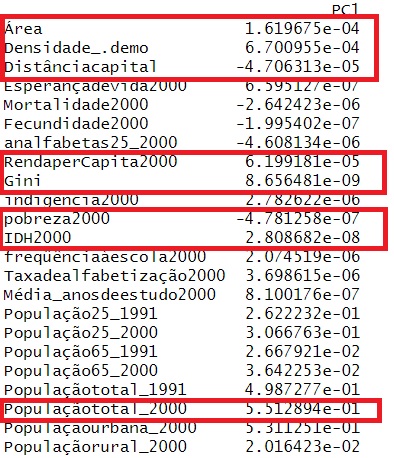 PC1
Área 1.619675e-04
Densidade_.demo 6.700955e-04
Distânciacapital -4.706313e-05
Esperançadevida2000 6.595127e-07
Mortalidade2000 -2.642423e-06
Fecundidade2000 -1.995402e-07
analfabetas25_2000 -4.608134e-06
RendaperCapita2000 6.199181e-05
Gini 8.656481e-09
indigência2000 2.782622e-06
pobreza2000 -4.781258e-07
IDH2000 2.808682e-08
freqüênciaàescola2000 2.074519e-06
Taxadealfabetização2000 3.698615e-06
Média_anosdeestudo2000 8.100176e-07
População25_1991 2.622232e-01
População25_2000 3.066763e-01
População65_1991 2.667921e-02
População65_2000 3.642253e-02
Populaçãototal_1991 4.987277e-01
Populaçãototal_2000 5.512894e-01
Populaçãourbana_2000 5.311251e-01
Populaçãorural_2000 2.016423e-02